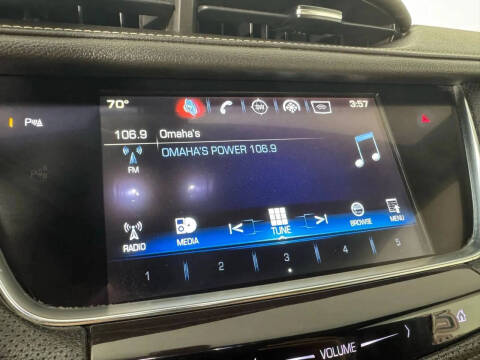 70°
SW
3:57
106.9 Omaha's
OMAHA'S POWER 106.9
FM
RADIO
MEDIA
TUNE
BROWSE
MENU
1 2 3 4 5
VOLUME